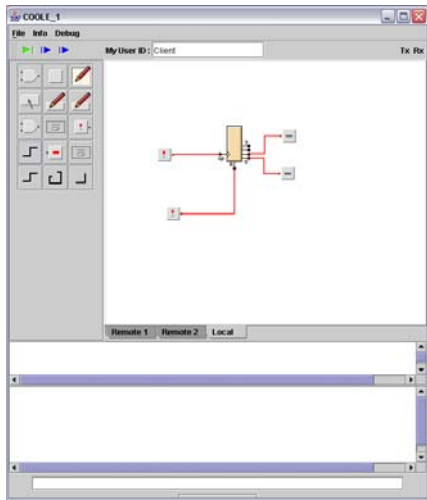 COOLE_1
File Info Debug
My User ID : Client
Tx Rx
Remote 1 Remote 2 Local